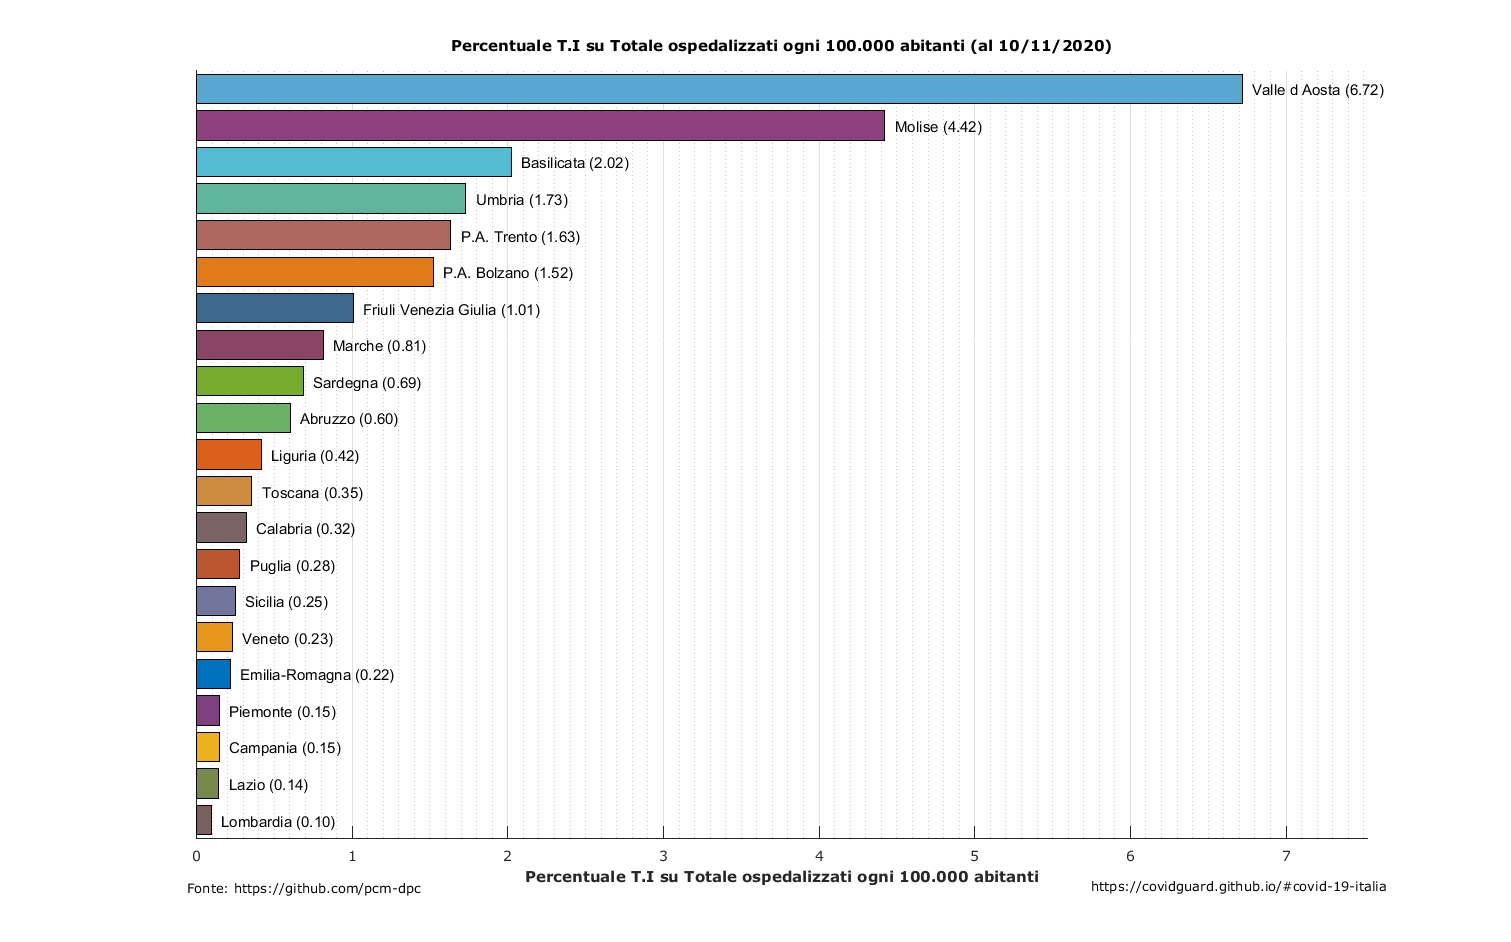 Percentuale T.I su Totale ospedalizzati ogni 100.000 abitanti (al 10/11/2020)
Valle d Aosta (6.72)
Molise (4.42)
Basilicata (2.02)
Umbria (1.73)
P.A. Trento (1.63)
P.A. Bolzano (1.52)
Friuli Venezia Giulia (1.01)
Marche (0.81)
Sardegna (0.69)
Abruzzo (0.60)
Liguria (0.42)
Toscana (0.35)
Calabria (0.32)
Puglia (0.28)
Sicilia (0.25)
Veneto (0.23)
Emilia-Romagna (0.22)
Piemonte (0.15)
Campania (0.15)
Lazio (0.14)
Lombardia (0.10)
0 1 2 3 4 5 6 7
Percentuale T.I su Totale ospedalizzati ogni 100.000 abitanti
Fonte: https://github.com/pcm-dpc
https://covidguard.github.io/#covid-19-italia